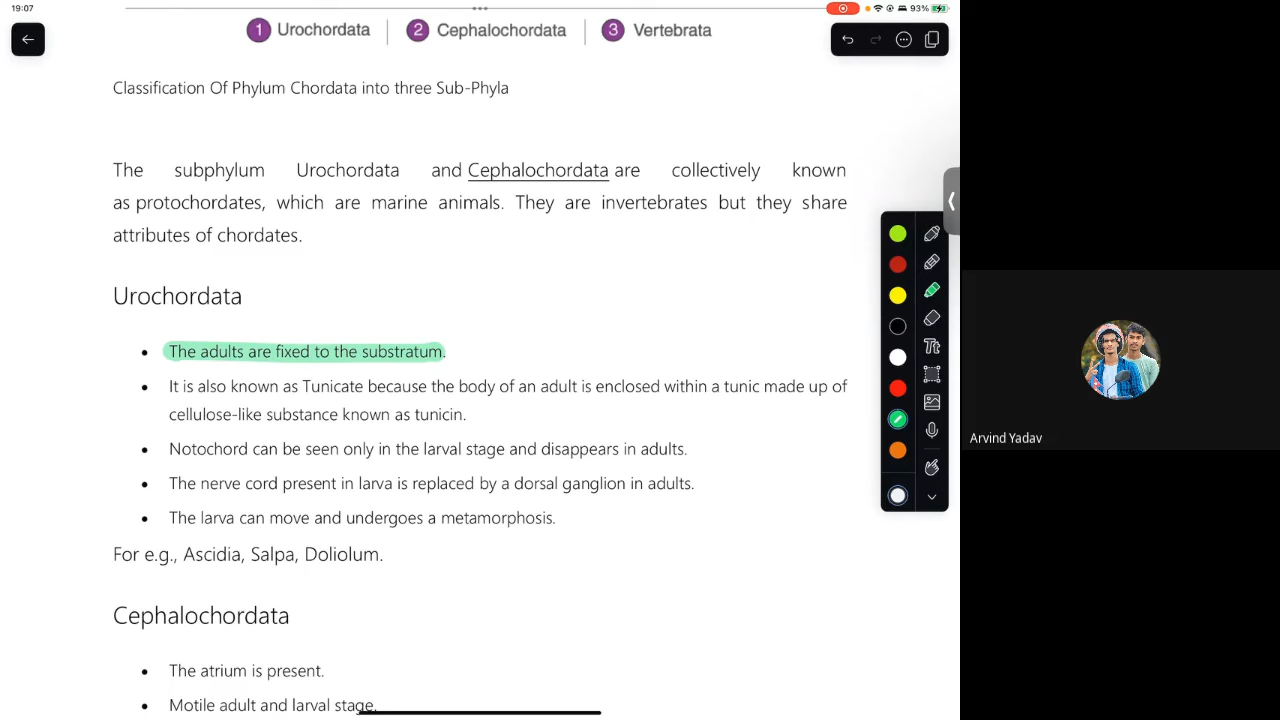 19:07
93%
1 Urochordata 2 Cephalochordata 3 Vertebrata
Classification Of Phylum Chordata into three Sub-Phyla
The subphylum Urochordata and Cephalochordata are collectively known
as protochordates, which are marine animals. They are invertebrates but they share
attributes of chordates.
Urochordata
• The adults are fixed to the substratum.
• It is also known as Tunicate because the body of an adult is enclosed within a tunic made up of
cellulose-like substance known as tunicin.
• Notochord can be seen only in the larval stage and disappears in adults.
• The nerve cord present in larva is replaced by a dorsal ganglion in adults.
• The larva can move and undergoes a metamorphosis.
For e.g., Ascidia, Salpa, Doliolum.
Cephalochordata
• The atrium is present.
• Motile adult and larval stage.
Tt
Arvind Yadav